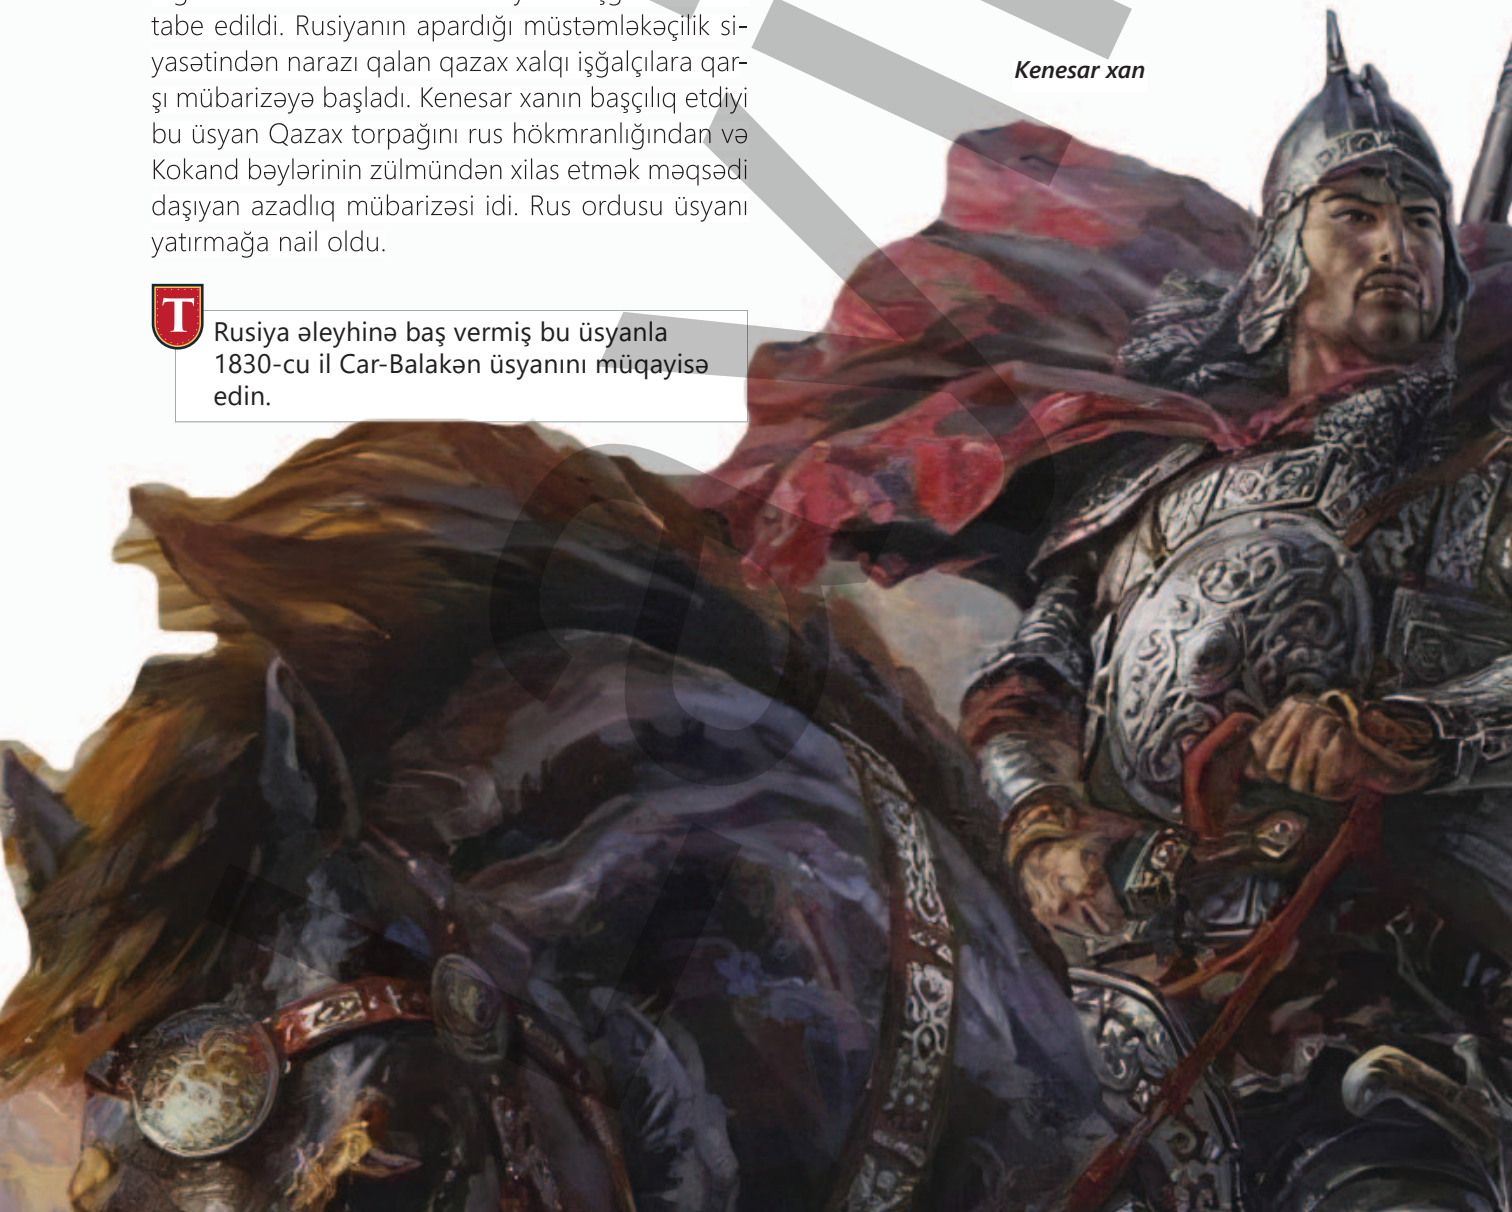 tabe edildi. Rusiyanın apardığı müstəmləkəçilik si-
yasətindən narazı qalan qazax xalqı işğalçılara qar-
şı mübarizəyə başladı. Kenesar xanın başçılıq etdiyi
bu üsyan Qazax torpağını rus hökmranlığından və
Kokand bəylərinin zülmündən xilas etmək məqsədi
daşıyan azadlıq mübarizəsi idi. Rus ordusu üsyanı
yatırmağa nail oldu.
Kenesar xan
T
Rusiya əleyhinə baş vermiş bu üsyanla
1830-cu il Car-Balakən üsyanını müqayisə
edin.